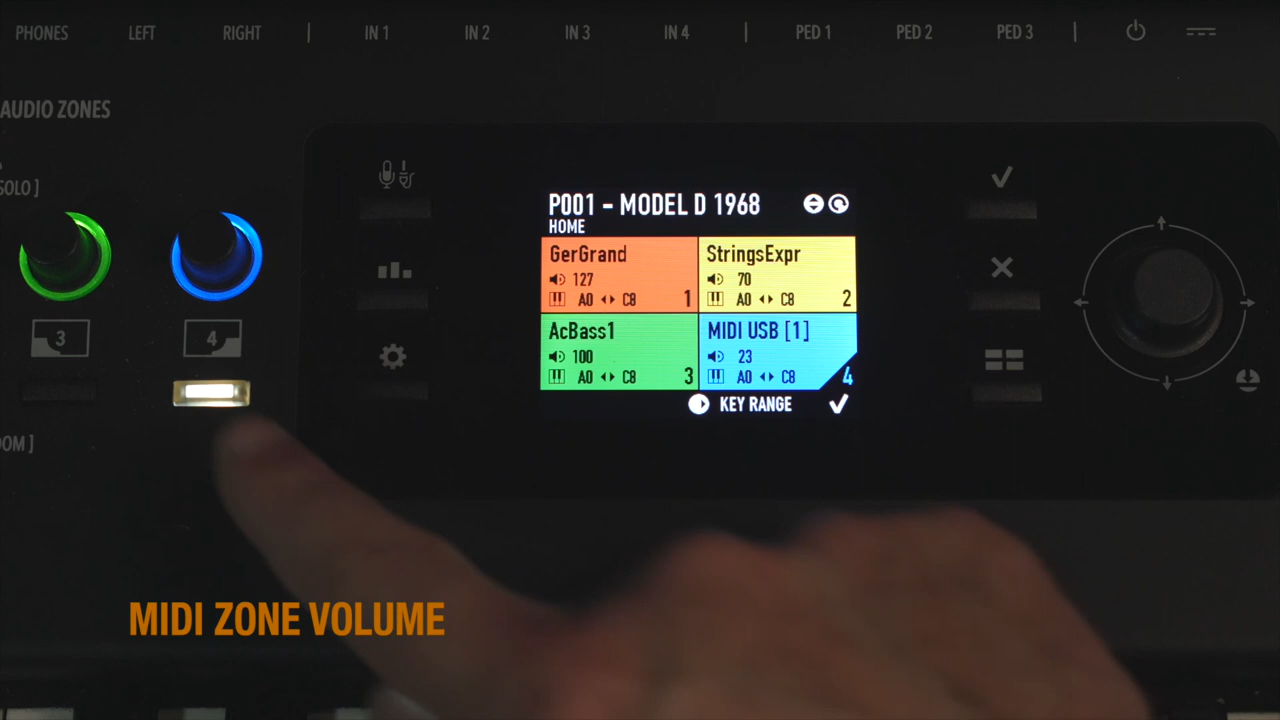 PHONES LEFT RIGHT | IN 1 IN 2 IN 3 IN 4 | PED 1 PED 2 PED 3 |
AUDIO ZONES
SOLO ]
P001 - MODEL D 1968
HOME
GerGrand
127
A0 C8 1
StringsExpr
70
A0 C8 2
AcBass1
100
A0 C8 3
MIDI USB [1]
23
A0 C8 4
KEY RANGE
3
4
OOM ]
MIDI ZONE VOLUME